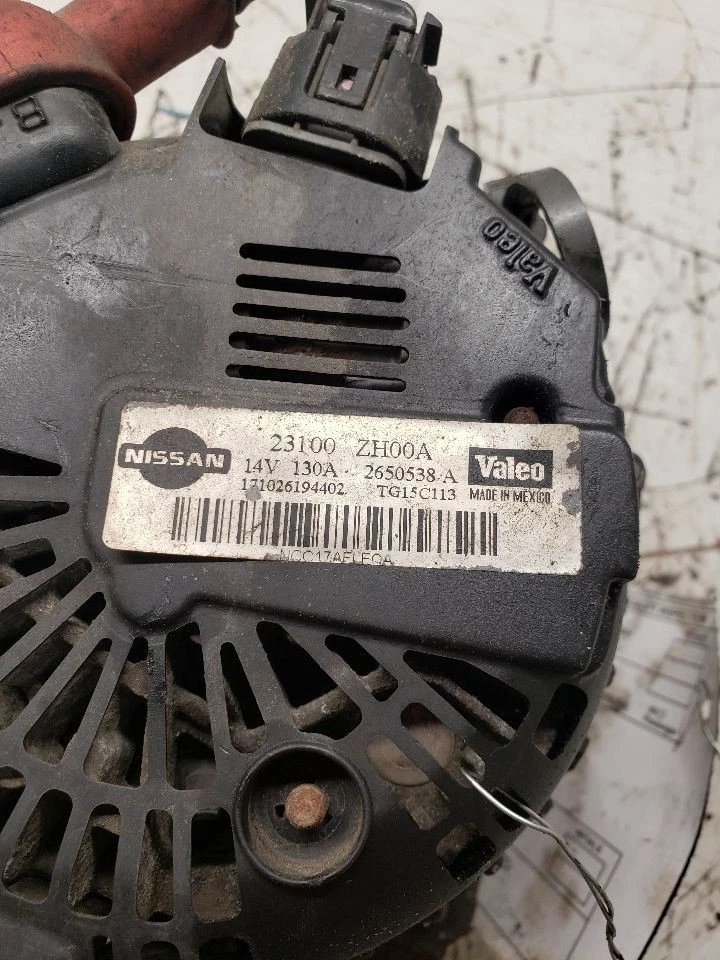 Valeo
NISSAN
23100 ZH00A
14V 130A 2650538 A
171026194402 TG15C113
Valeo
MADE IN MEXICO